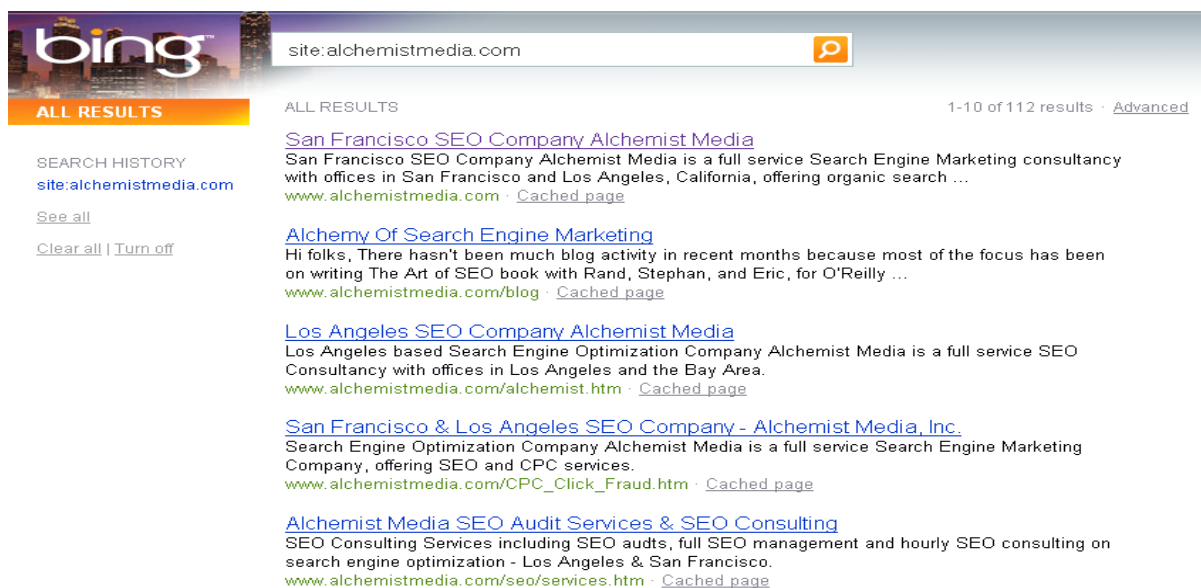 bing™
site:alchemistmedia.com
ALL RESULTS
SEARCH HISTORY
site:alchemistmedia.com
See all
Clear all | Turn off
ALL RESULTS
1-10 of 112 results · Advanced
San Francisco SEO Company Alchemist Media
San Francisco SEO Company Alchemist Media is a full service Search Engine Marketing consultancy
with offices in San Francisco and Los Angeles, California, offering organic search ...
www.alchemistmedia.com · Cached page
Alchemy Of Search Engine Marketing
Hi folks, There hasn't been much blog activity in recent months because most of the focus has been
on writing The Art of SEO book with Rand, Stephan, and Eric, for O'Reilly ...
www.alchemistmedia.com/blog · Cached page
Los Angeles SEO Company Alchemist Media
Los Angeles based Search Engine Optimization Company Alchemist Media is a full service SEO
Consultancy with offices in Los Angeles and the Bay Area.
www.alchemistmedia.com/alchemist.htm · Cached page
San Francisco & Los Angeles SEO Company - Alchemist Media, Inc.
Search Engine Optimization Company Alchemist Media is a full service Search Engine Marketing
Company, offering SEO and CPC services.
www.alchemistmedia.com/CPC_Click_Fraud.htm · Cached page
Alchemist Media SEO Audit Services & SEO Consulting
SEO Consulting Services including SEO audts, full SEO management and hourly SEO consulting on
search engine optimization - Los Angeles & San Francisco.
www.alchemistmedia.com/seo/services.htm · Cached page